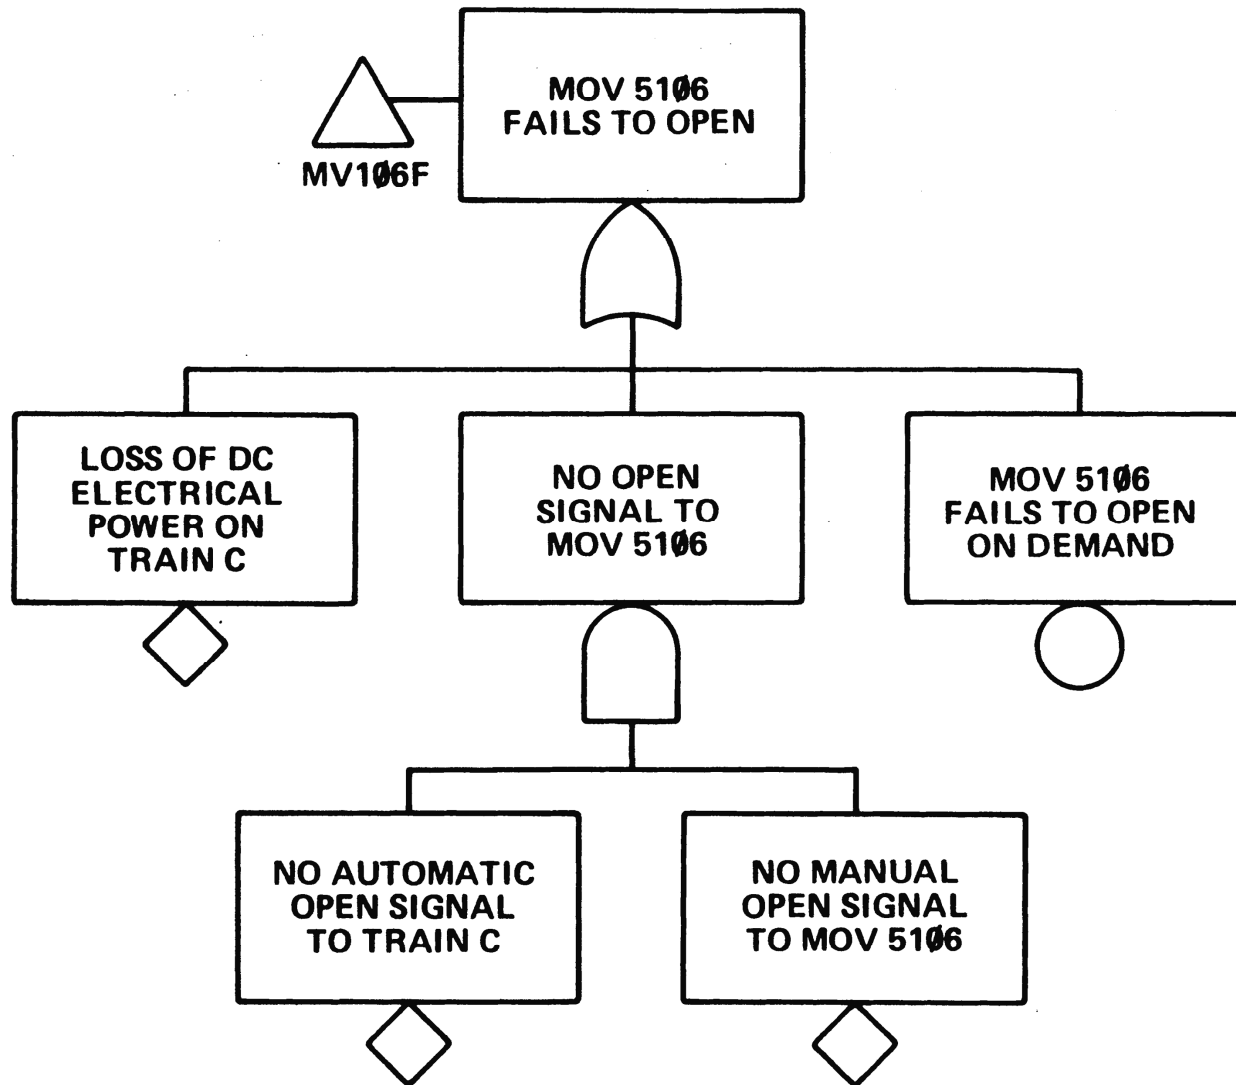 MOV 51Ø6
FAILS TO OPEN
MV1Ø6F
LOSS OF DC
ELECTRICAL
POWER ON
TRAIN C
NO OPEN
SIGNAL TO
MOV 51Ø6
MOV 51Ø6
FAILS TO OPEN
ON DEMAND
NO AUTOMATIC
OPEN SIGNAL
TO TRAIN C
NO MANUAL
OPEN SIGNAL
TO MOV 51Ø6